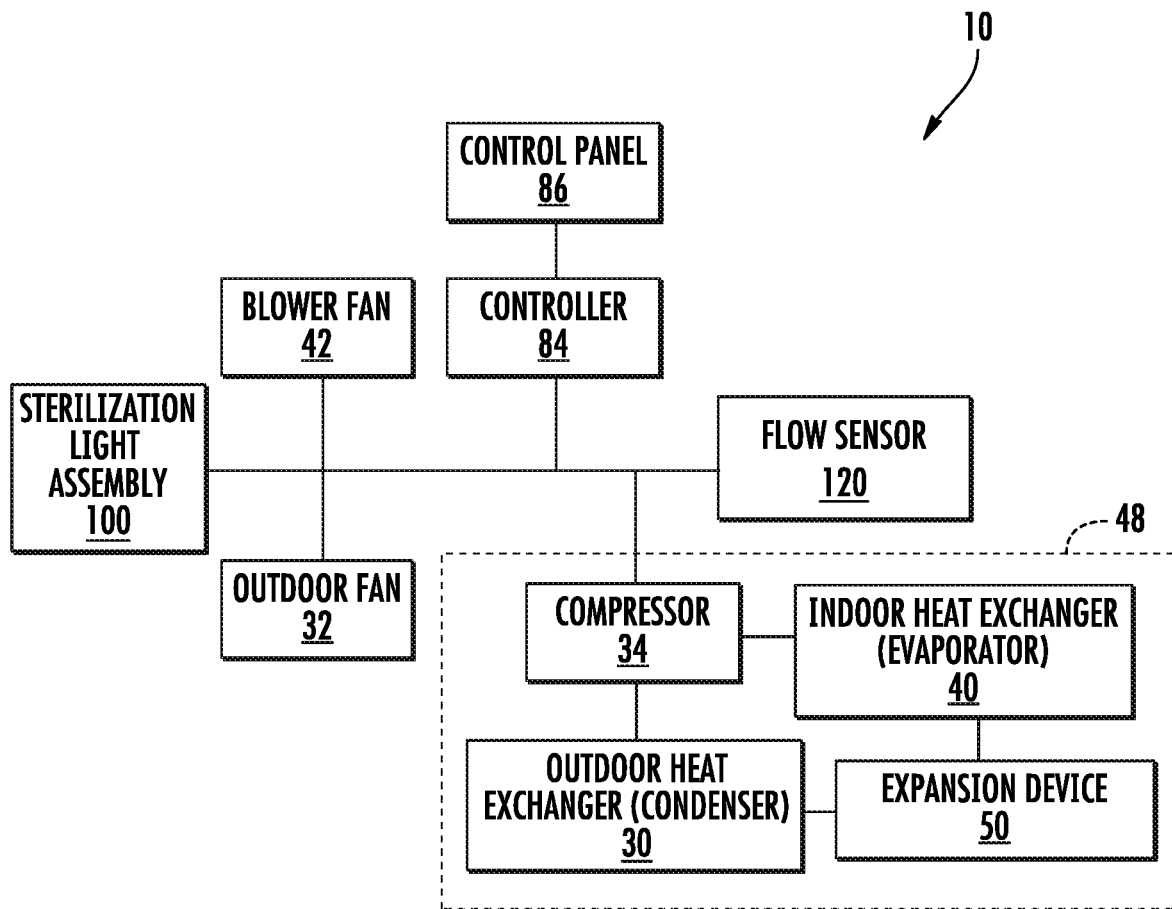 10
CONTROL PANEL
86
BLOWER FAN
42
CONTROLLER
84
STERILIZATION
LIGHT
ASSEMBLY
100
FLOW SENSOR
120
48
OUTDOOR FAN
32
COMPRESSOR
34
INDOOR HEAT EXCHANGER
(EVAPORATOR)
40
OUTDOOR HEAT
EXCHANGER (CONDENSER)
30
EXPANSION DEVICE
50